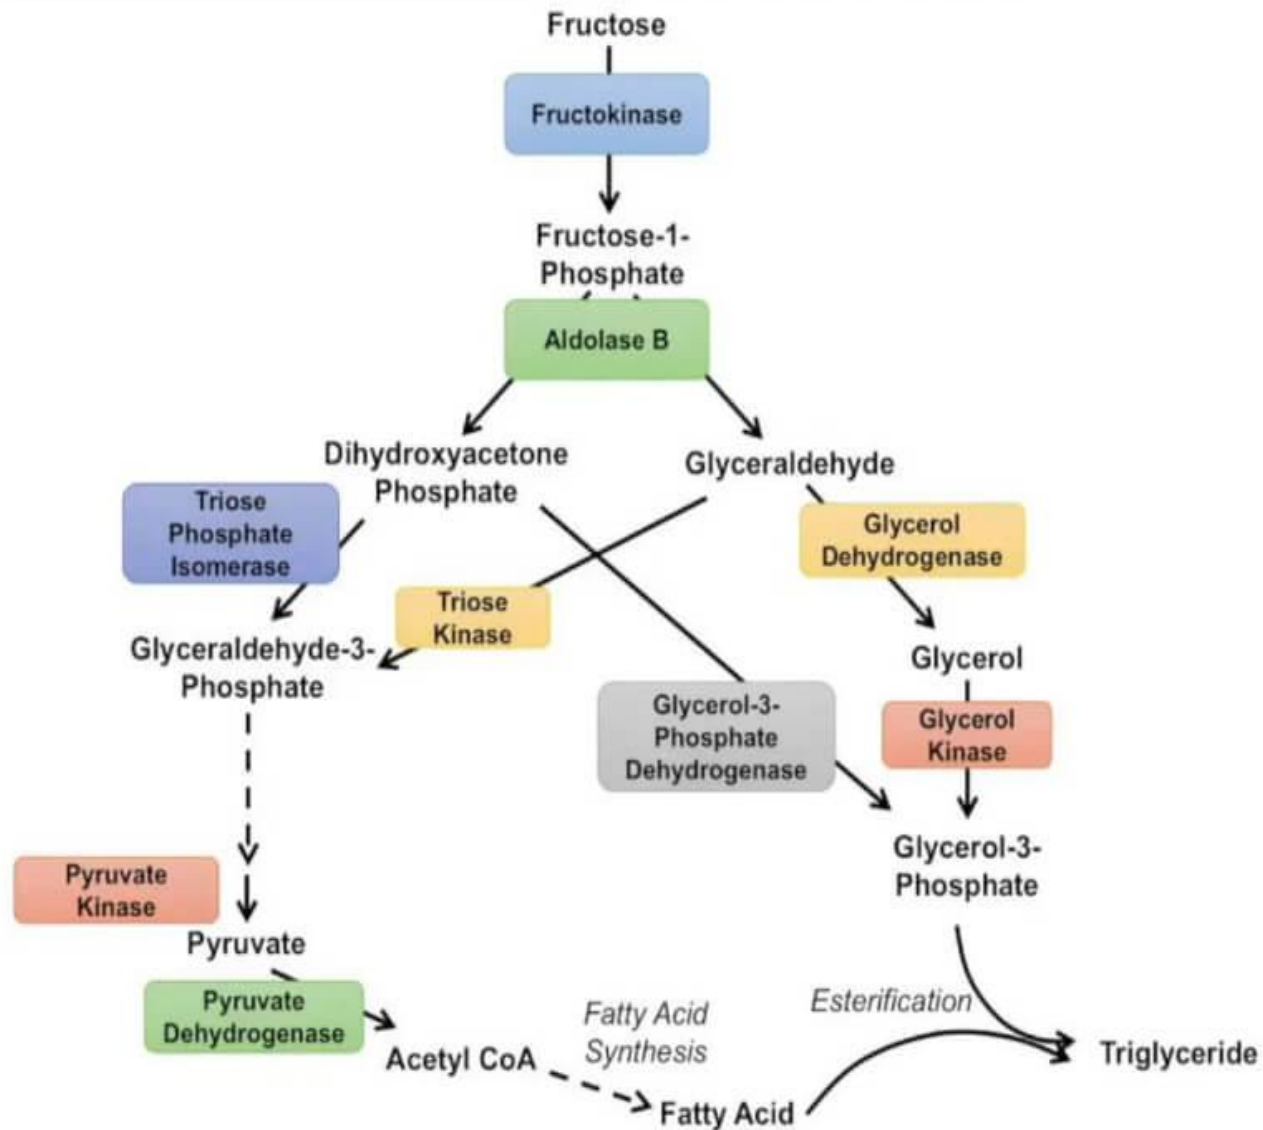 Fructose
Fructokinase
Fructose-1-
Phosphate
Aldolase B
Dihydroxyacetone
Phosphate
Glyceraldehyde
Triose
Phosphate
Isomerase
Glycerol
Dehydrogenase
Triose
Kinase
Glyceraldehyde-3-
Phosphate
Glycerol
Glycerol-3-
Phosphate
Dehydrogenase
Glycerol
Kinase
Glycerol-3-
Phosphate
Pyruvate
Kinase
Pyruvate
Pyruvate
Dehydrogenase
Acetyl CoA
Fatty Acid
Synthesis
Esterification
Fatty Acid
Triglyceride